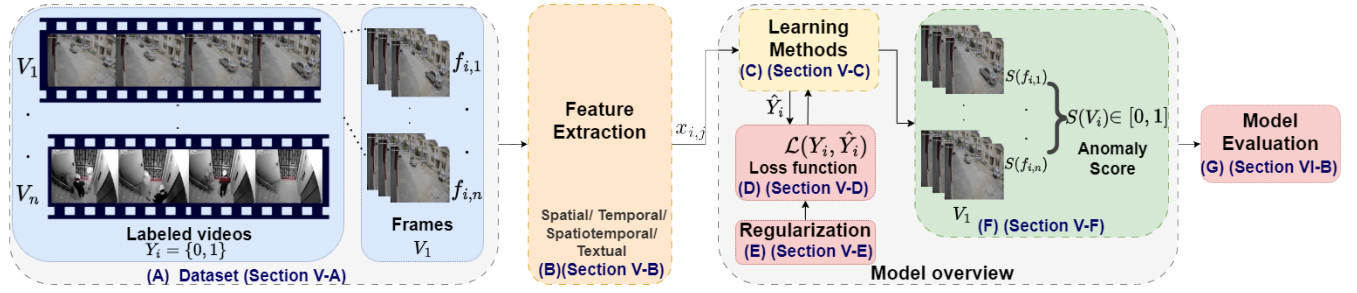 V₁
.
.
Vₙ
Labeled videos
Yᵢ = {0, 1}
(A) Dataset (Section V-A)
fᵢ,₁
.
.
fᵢ,ₙ
Frames
V₁
Feature
Extraction
Spatial/ Temporal/
Spatiotemporal/
Textual
(B)(Section V-B)
xᵢ,ⱼ
Learning
Methods
(C) (Section V-C)
Ŷᵢ
ℒ(Yᵢ, Ŷᵢ)
Loss function
(D) (Section V-D)
Regularization
(E) (Section V-E)
Model overview
S(fᵢ,₁)
.
.
S(fᵢ,ₙ)
V₁
S(Vᵢ) ∈ [0, 1]
Anomaly
Score
(F) (Section V-F)
Model
Evaluation
(G) (Section VI-B)